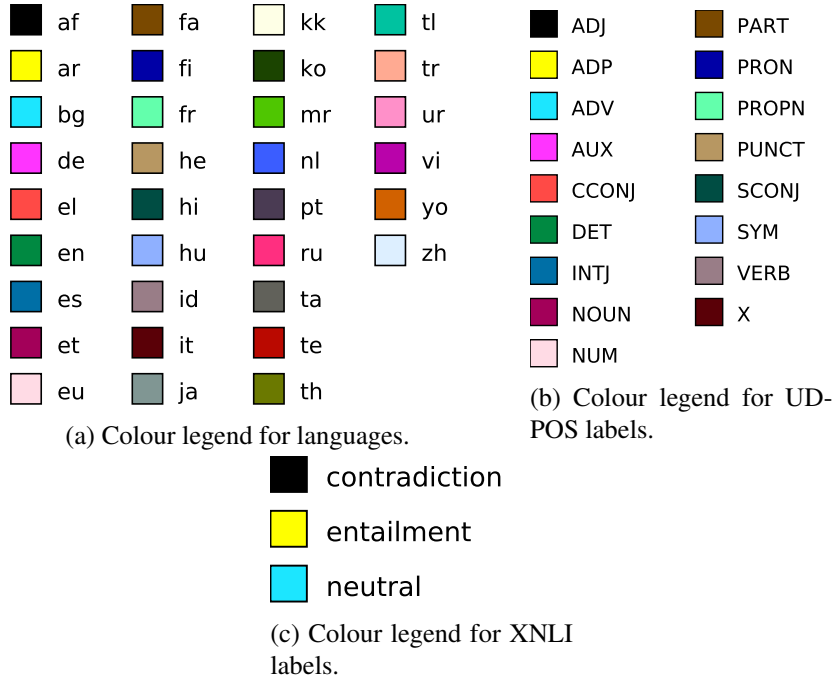 af fa kk tl
ar fi ko tr
bg fr mr ur
de he nl vi
el hi pt yo
en hu ru zh
es id ta
et it te
eu ja th
(a) Colour legend for languages.
ADJ PART
ADP PRON
ADV PROPN
AUX PUNCT
CCONJ SCONJ
DET SYM
INTJ VERB
NOUN X
NUM
(b) Colour legend for UD-
POS labels.
contradiction
entailment
neutral
(c) Colour legend for XNLI
labels.